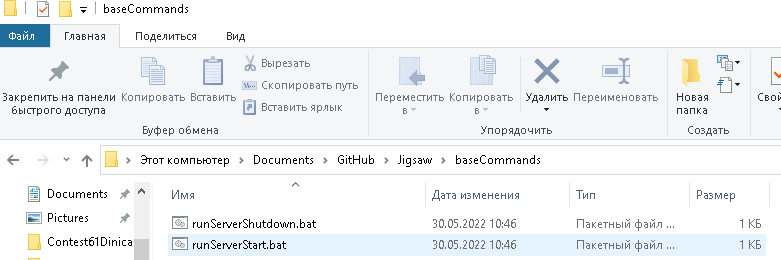 baseCommands
Файл
Главная
Поделиться
Вид
Закрепить на панели
быстрого доступа
Копировать
Вставить
Вырезать
Скопировать путь
Вставить ярлык
Переместить
в
Копировать
в
Удалить
Переименовать
Новая
папка
Свой
Буфер обмена
Упорядочить
Создать
Этот компьютер > Documents > GitHub > Jigsaw > baseCommands
Documents
Pictures
Contest61Dinica
Имя Дата изменения Тип Размер
runServerShutdown.bat 30.05.2022 10:46 Пакетный файл ... 1 КБ
runServerStart.bat 30.05.2022 10:46 Пакетный файл ... 1 КБ